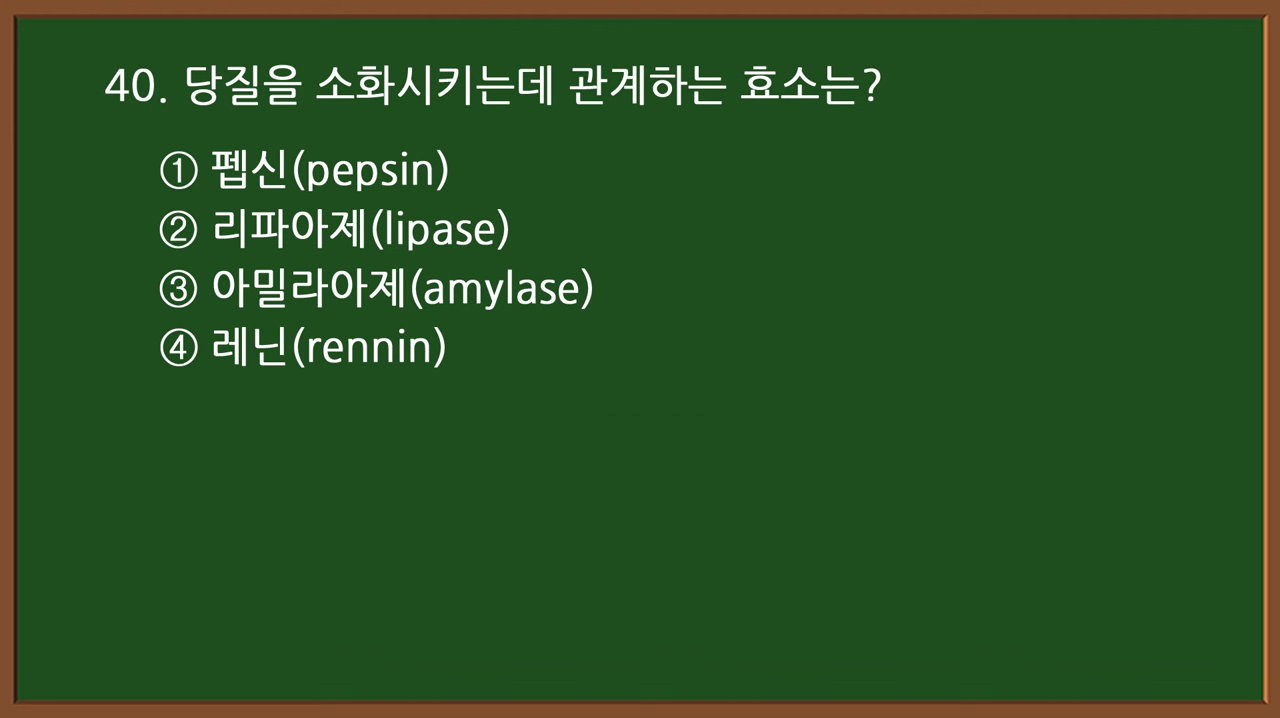 40. 당질을 소화시키는데 관계하는 효소는?
① 펩신(pepsin)
② 리파아제(lipase)
③ 아밀라아제(amylase)
④ 레닌(rennin)